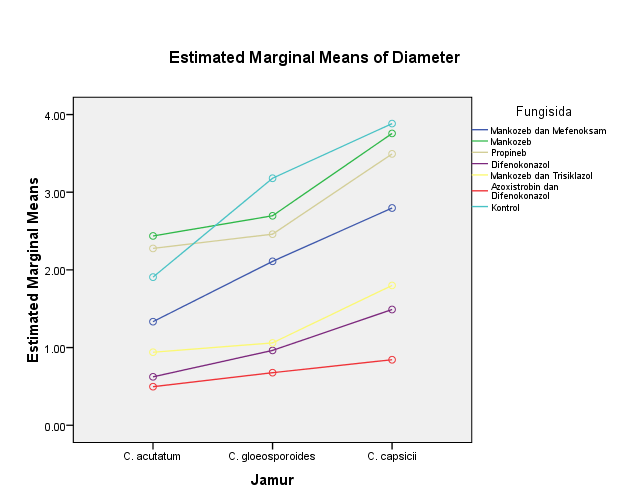 Estimated Marginal Means of Diameter
Estimated Marginal Means
4.00
3.00
2.00
1.00
0.00
C. acutatum
C. gloeosporoides
C. capsicii
Jamur
Fungisida
Mankozeb dan Mefenoksam
Mankozeb
Propineb
Difenokonazol
Mankozeb dan Trisiklazol
Azoxistrobin dan
Difenokonazol
Kontrol